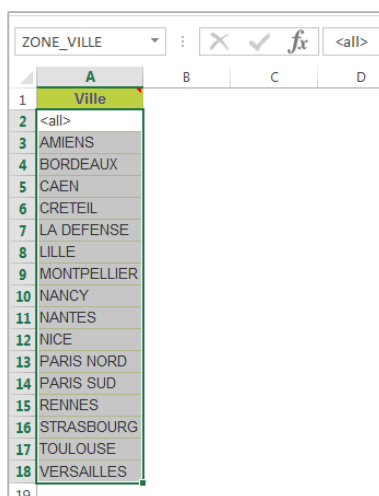 ZONE_VILLE fx <all>
A B C D
1 Ville
2 <all>
3 AMIENS
4 BORDEAUX
5 CAEN
6 CRETEIL
7 LA DEFENSE
8 LILLE
9 MONTPELLIER
10 NANCY
11 NANTES
12 NICE
13 PARIS NORD
14 PARIS SUD
15 RENNES
16 STRASBOURG
17 TOULOUSE
18 VERSAILLES
19